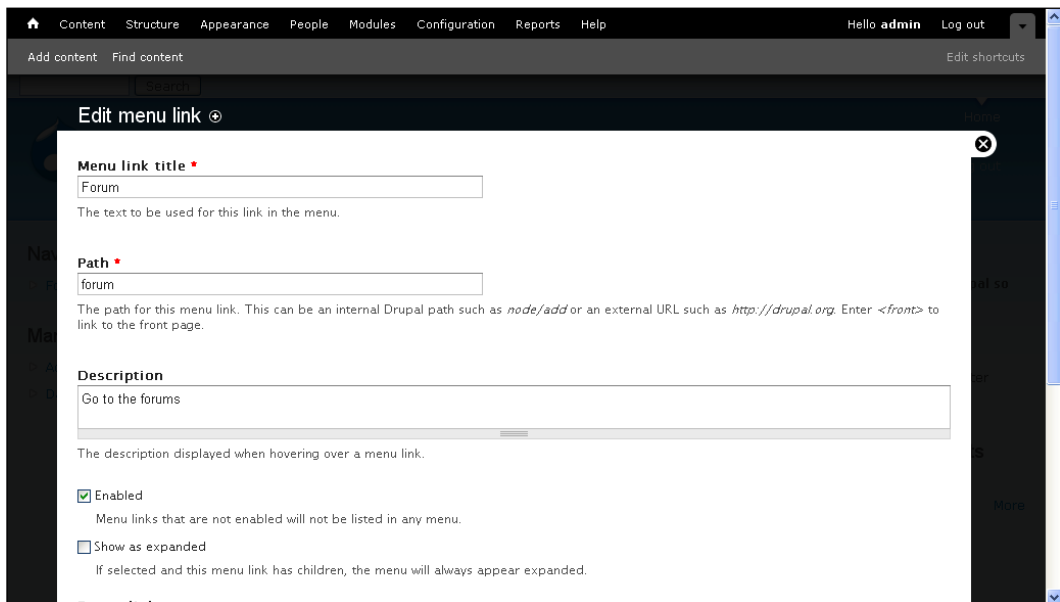 Content Structure Appearance People Modules Configuration Reports Help Hello admin Log out
Add content Find content Edit shortcuts
Search
Edit menu link
Home
Menu link title *
Forum
The text to be used for this link in the menu.
Path *
forum
The path for this menu link. This can be an internal Drupal path such as node/add or an external URL such as http://drupal.org. Enter <front> to
link to the front page.
Description
Go to the forums
The description displayed when hovering over a menu link.
More
Enabled
Menu links that are not enabled will not be listed in any menu.
Show as expanded
If selected and this menu link has children, the menu will always appear expanded.